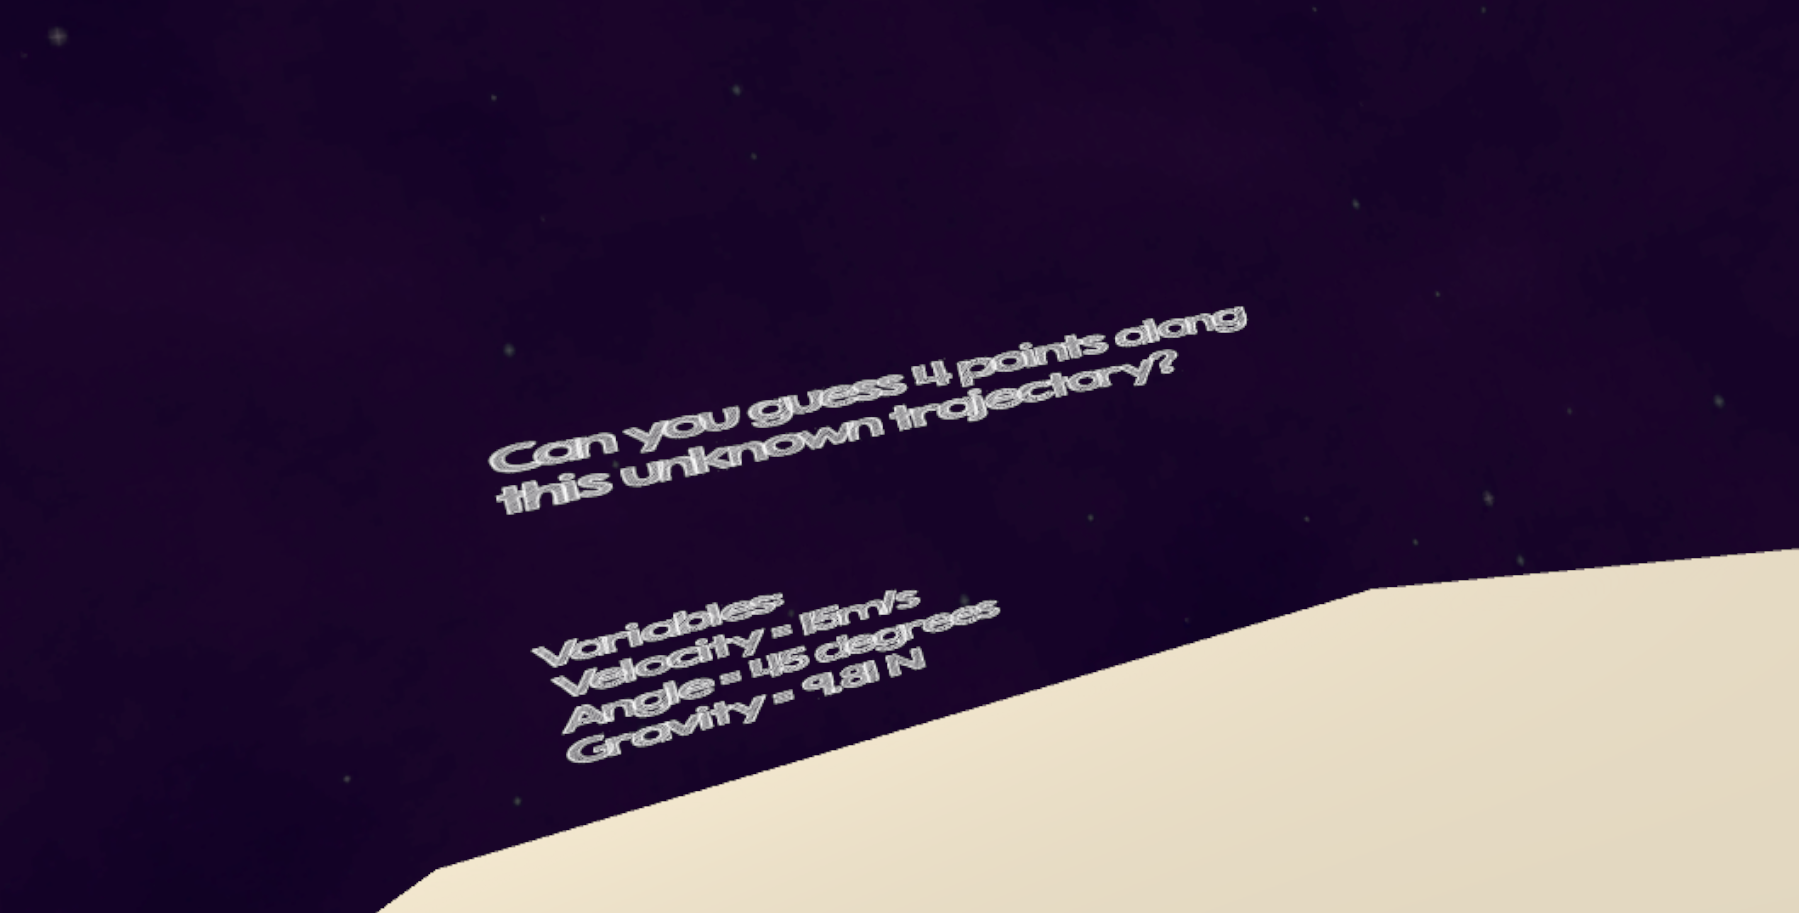 Can you guess 4 points along
this unknown trajectory?
Variables:
Velocity = 15m/s
Angle = 45 degrees
Gravity = 9.81 N